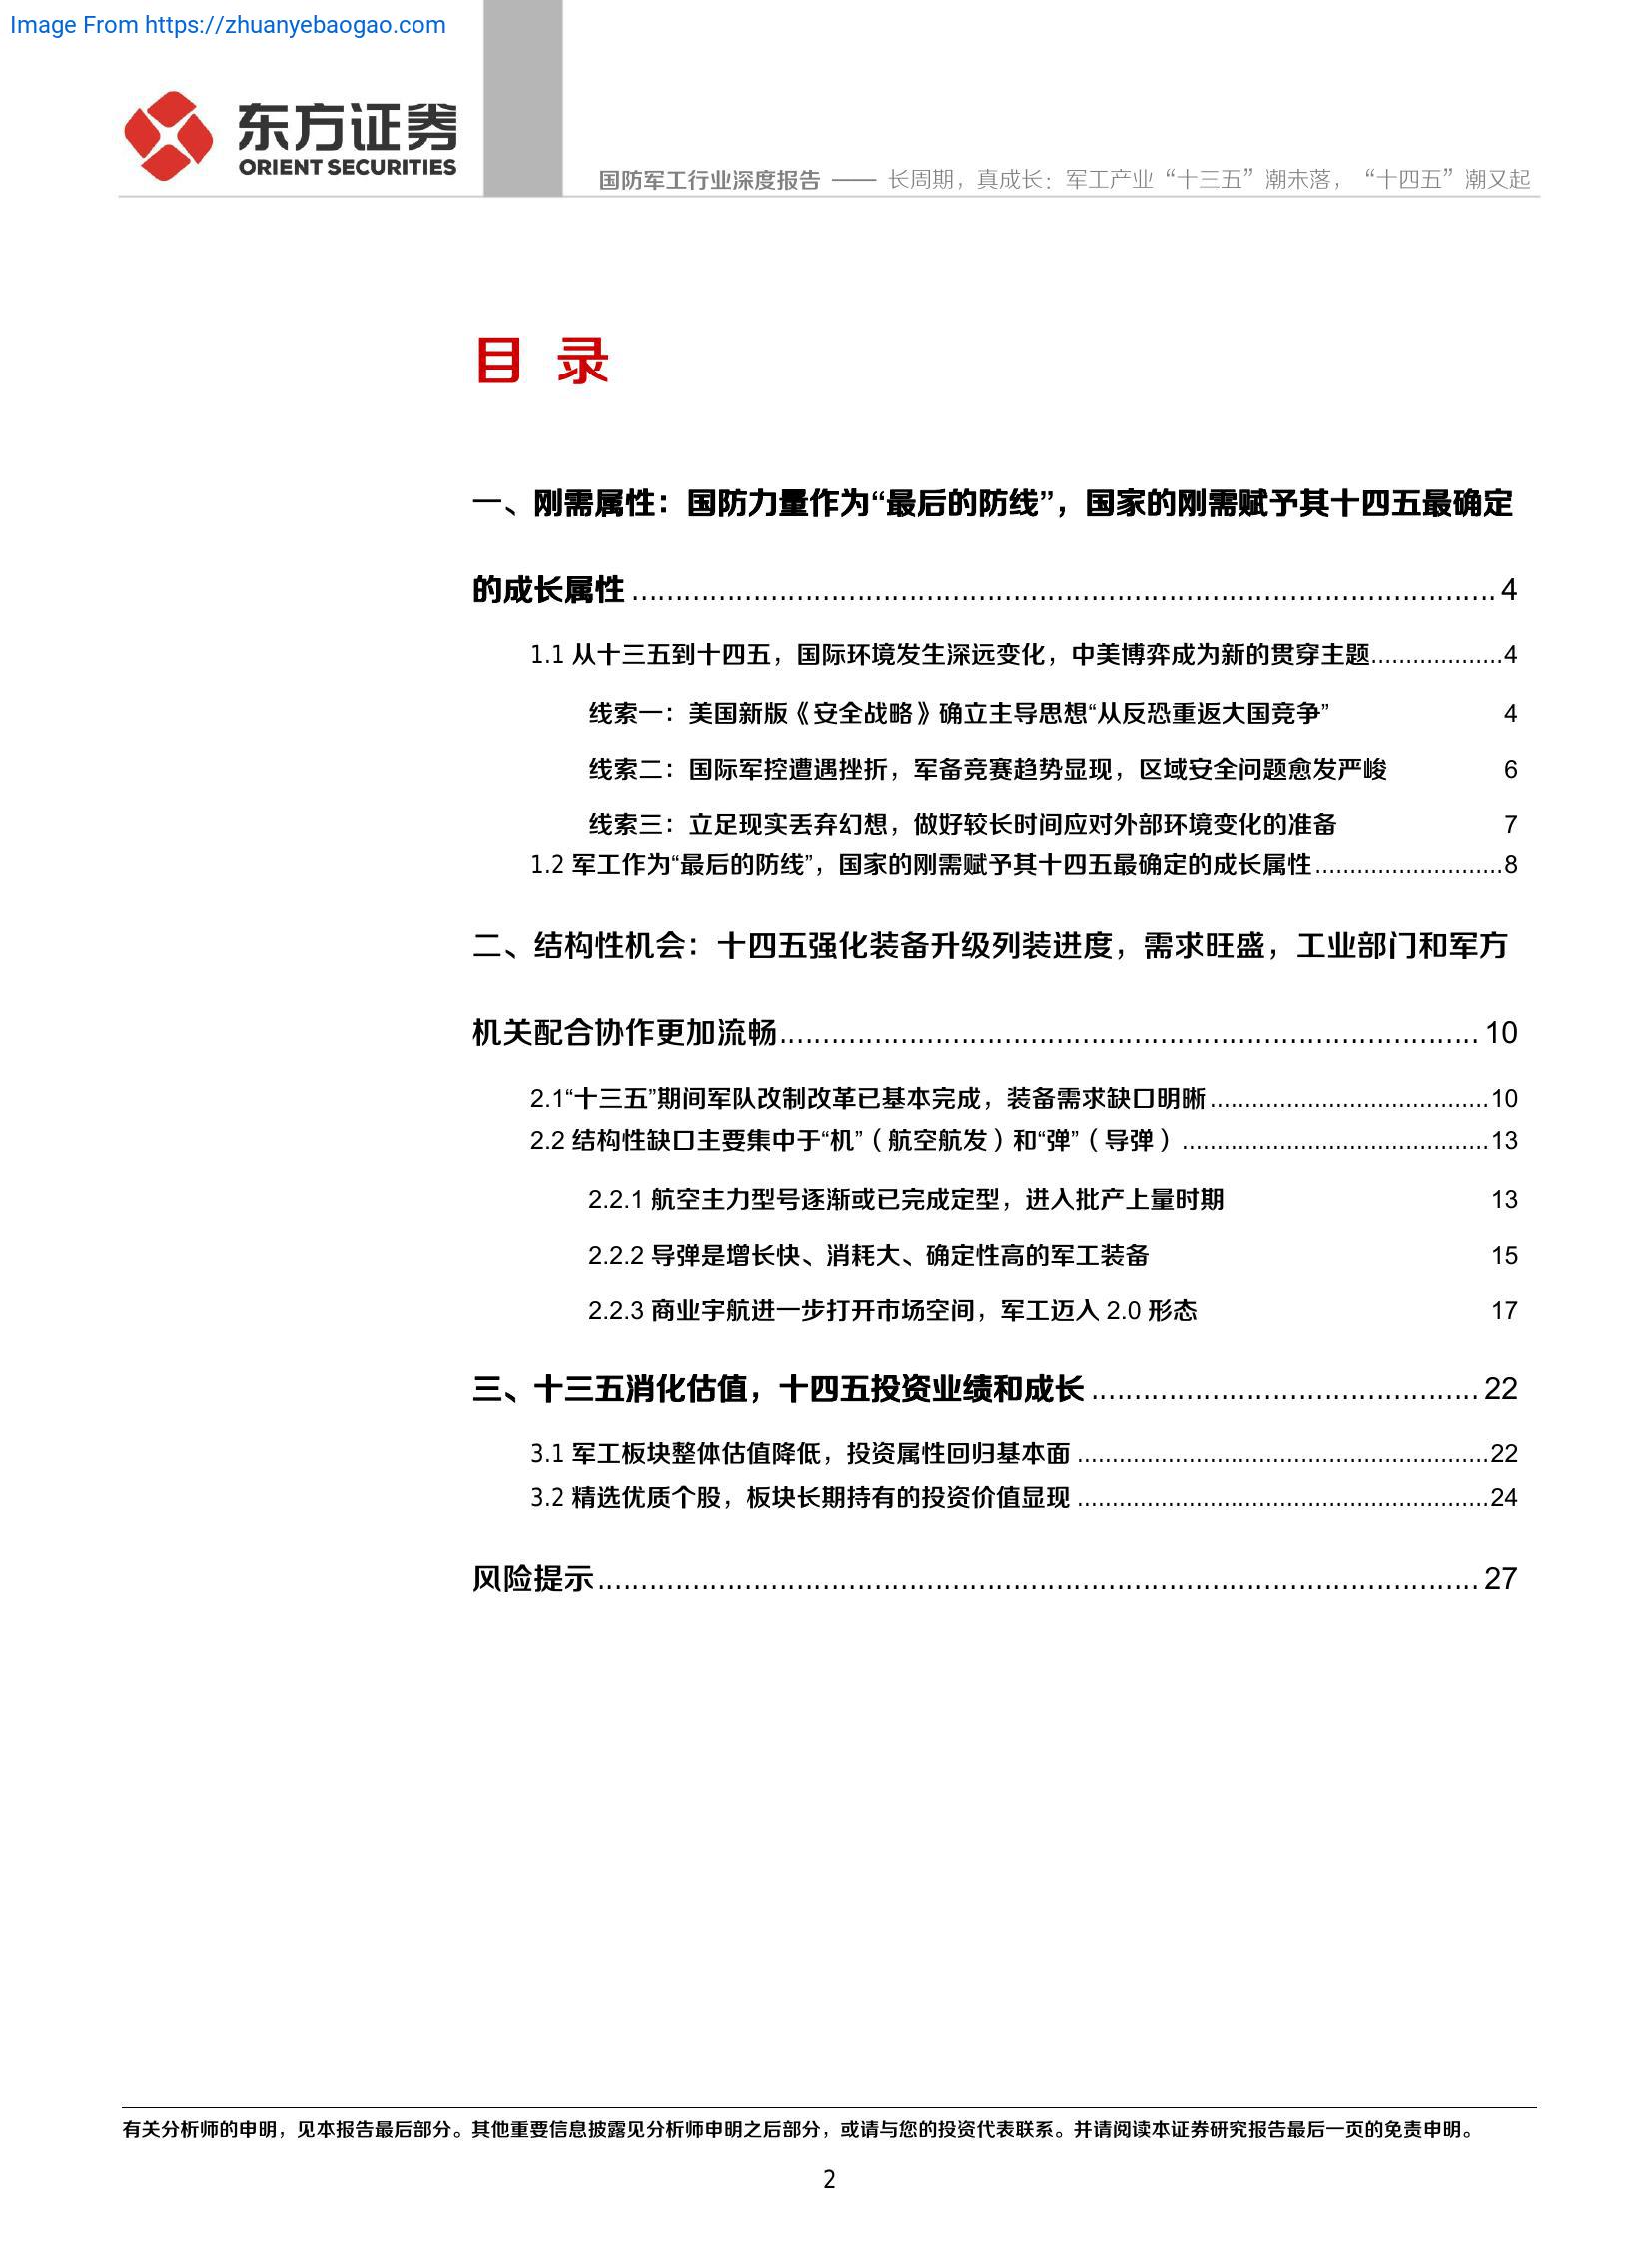 Image From https://zhuanyebaogao.com
东方证券
ORIENT SECURITIES
国防军工行业深度报告 —— 长周期，真成长：军工产业“十三五”潮未落，“十四五”潮又起
目 录
一、刚需属性：国防力量作为“最后的防线”，国家的刚需赋予其十四五最确定
的成长属性 .................................................................................................. 4
1.1 从十三五到十四五，国际环境发生深远变化，中美博弈成为新的贯穿主题...................4
线索一：美国新版《安全战略》确立主导思想“从反恐重返大国竞争” 4
线索二：国际军控遭遇挫折，军备竞赛趋势显现，区域安全问题愈发严峻 6
线索三：立足现实丢弃幻想，做好较长时间应对外部环境变化的准备 7
1.2 军工作为“最后的防线”，国家的刚需赋予其十四五最确定的成长属性...........................8
二、结构性机会：十四五强化装备升级列装进度，需求旺盛，工业部门和军方
机关配合协作更加流畅................................................................................ 10
2.1“十三五”期间军队改制改革已基本完成，装备需求缺口明晰........................................10
2.2 结构性缺口主要集中于“机”（航空航发）和“弹”（导弹）............................................13
2.2.1 航空主力型号逐渐或已完成定型，进入批产上量时期 13
2.2.2 导弹是增长快、消耗大、确定性高的军工装备 15
2.2.3 商业宇航进一步打开市场空间，军工迈入 2.0 形态 17
三、十三五消化估值，十四五投资业绩和成长 ............................................. 22
3.1 军工板块整体估值降低，投资属性回归基本面 ...........................................................22
3.2 精选优质个股，板块长期持有的投资价值显现 ...........................................................24
风险提示..................................................................................................... 27
有关分析师的申明，见本报告最后部分。其他重要信息披露见分析师申明之后部分，或请与您的投资代表联系。并请阅读本证券研究报告最后一页的免责申明。
2